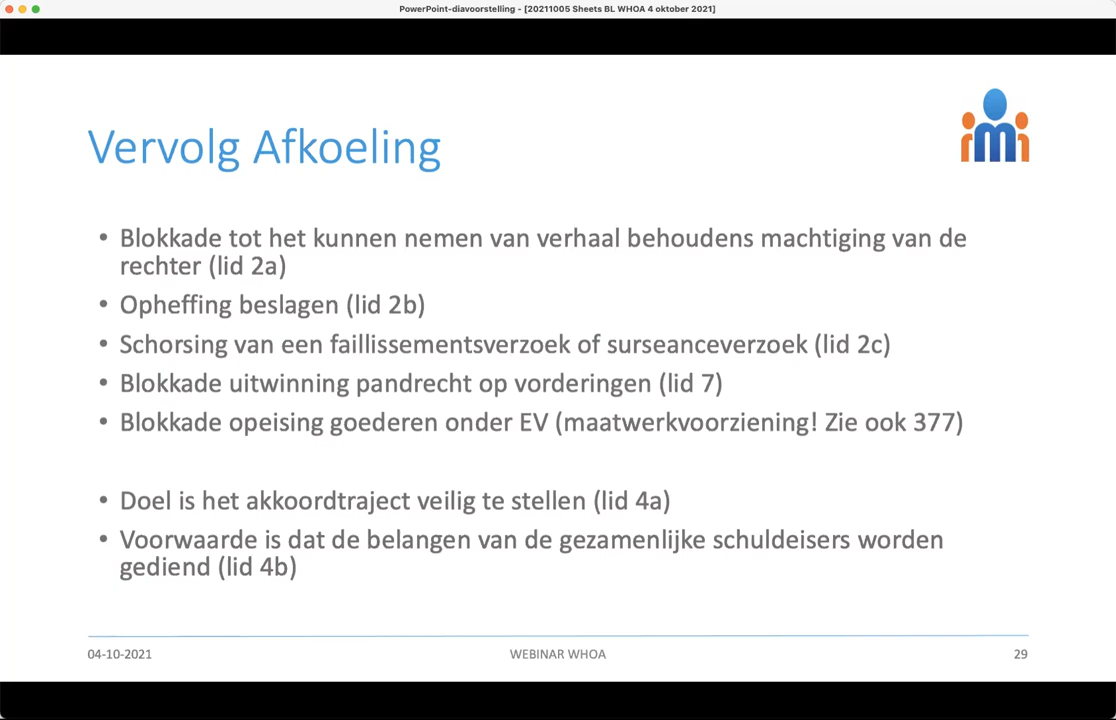 PowerPoint-diavoorstelling - [20211005 Sheets BL WHOA 4 oktober 2021]
Vervolg Afkoeling
• Blokkade tot het kunnen nemen van verhaal behoudens machtiging van de
rechter (lid 2a)
• Opheffing beslagen (lid 2b)
• Schorsing van een faillissementsverzoek of surseanceverzoek (lid 2c)
• Blokkade uitwinning pandrecht op vorderingen (lid 7)
• Blokkade opeising goederen onder EV (maatwerkvoorziening! Zie ook 377)
• Doel is het akkoordtraject veilig te stellen (lid 4a)
• Voorwaarde is dat de belangen van de gezamenlijke schuldeisers worden
gediend (lid 4b)
04-10-2021
WEBINAR WHOA
29